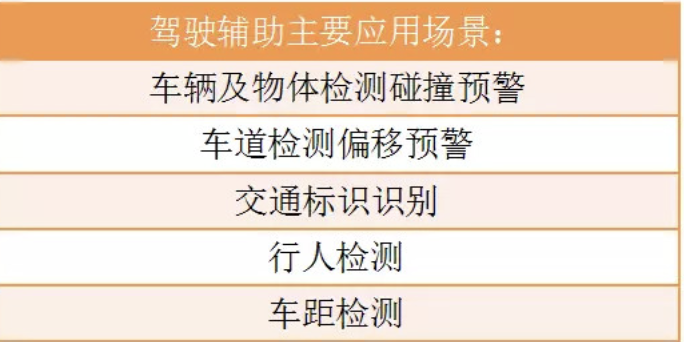 驾驶辅助主要应用场景：
车辆及物体检测碰撞预警
车道检测偏移预警
交通标识识别
行人检测
车距检测